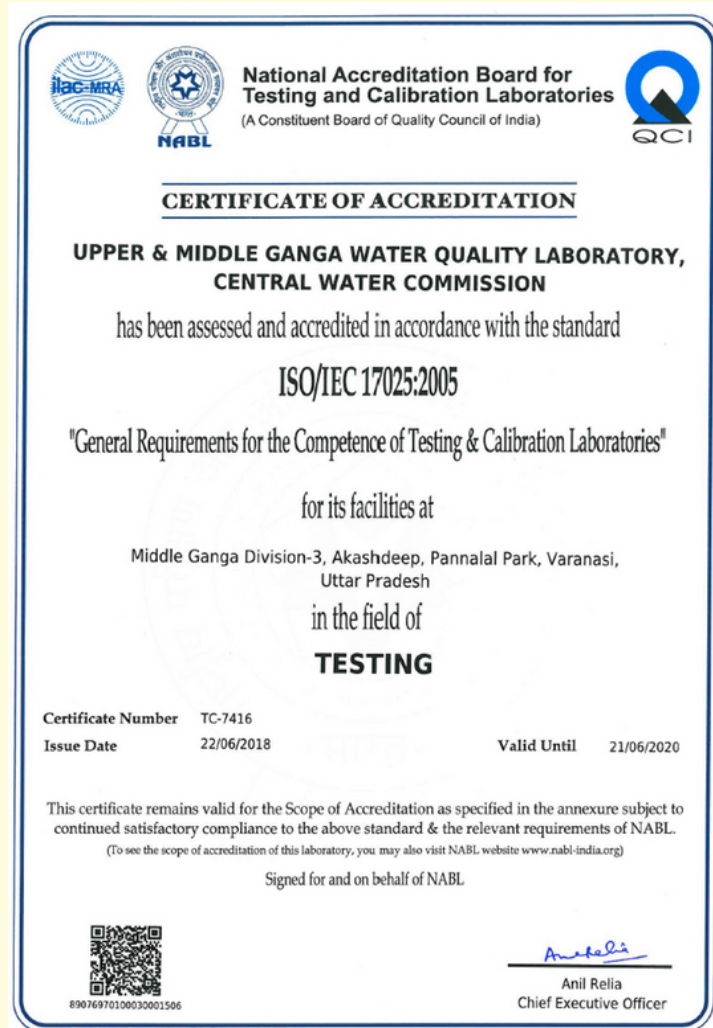 ilac-MRA
NABL
National Accreditation Board for
Testing and Calibration Laboratories
(A Constituent Board of Quality Council of India)
QCI
CERTIFICATE OF ACCREDITATION
UPPER & MIDDLE GANGA WATER QUALITY LABORATORY,
CENTRAL WATER COMMISSION
has been assessed and accredited in accordance with the standard
ISO/IEC 17025:2005
"General Requirements for the Competence of Testing & Calibration Laboratories"
for its facilities at
Middle Ganga Division-3, Akashdeep, Pannalal Park, Varanasi,
Uttar Pradesh
in the field of
TESTING
Certificate Number TC-7416
Issue Date 22/06/2018 Valid Until 21/06/2020
This certificate remains valid for the Scope of Accreditation as specified in the annexure subject to
continued satisfactory compliance to the above standard & the relevant requirements of NABL.
(To see the scope of accreditation of this laboratory, you may also visit NABL website www.nabl-india.org)
Signed for and on behalf of NABL
89076970100030001506
Anil Relia
Chief Executive Officer